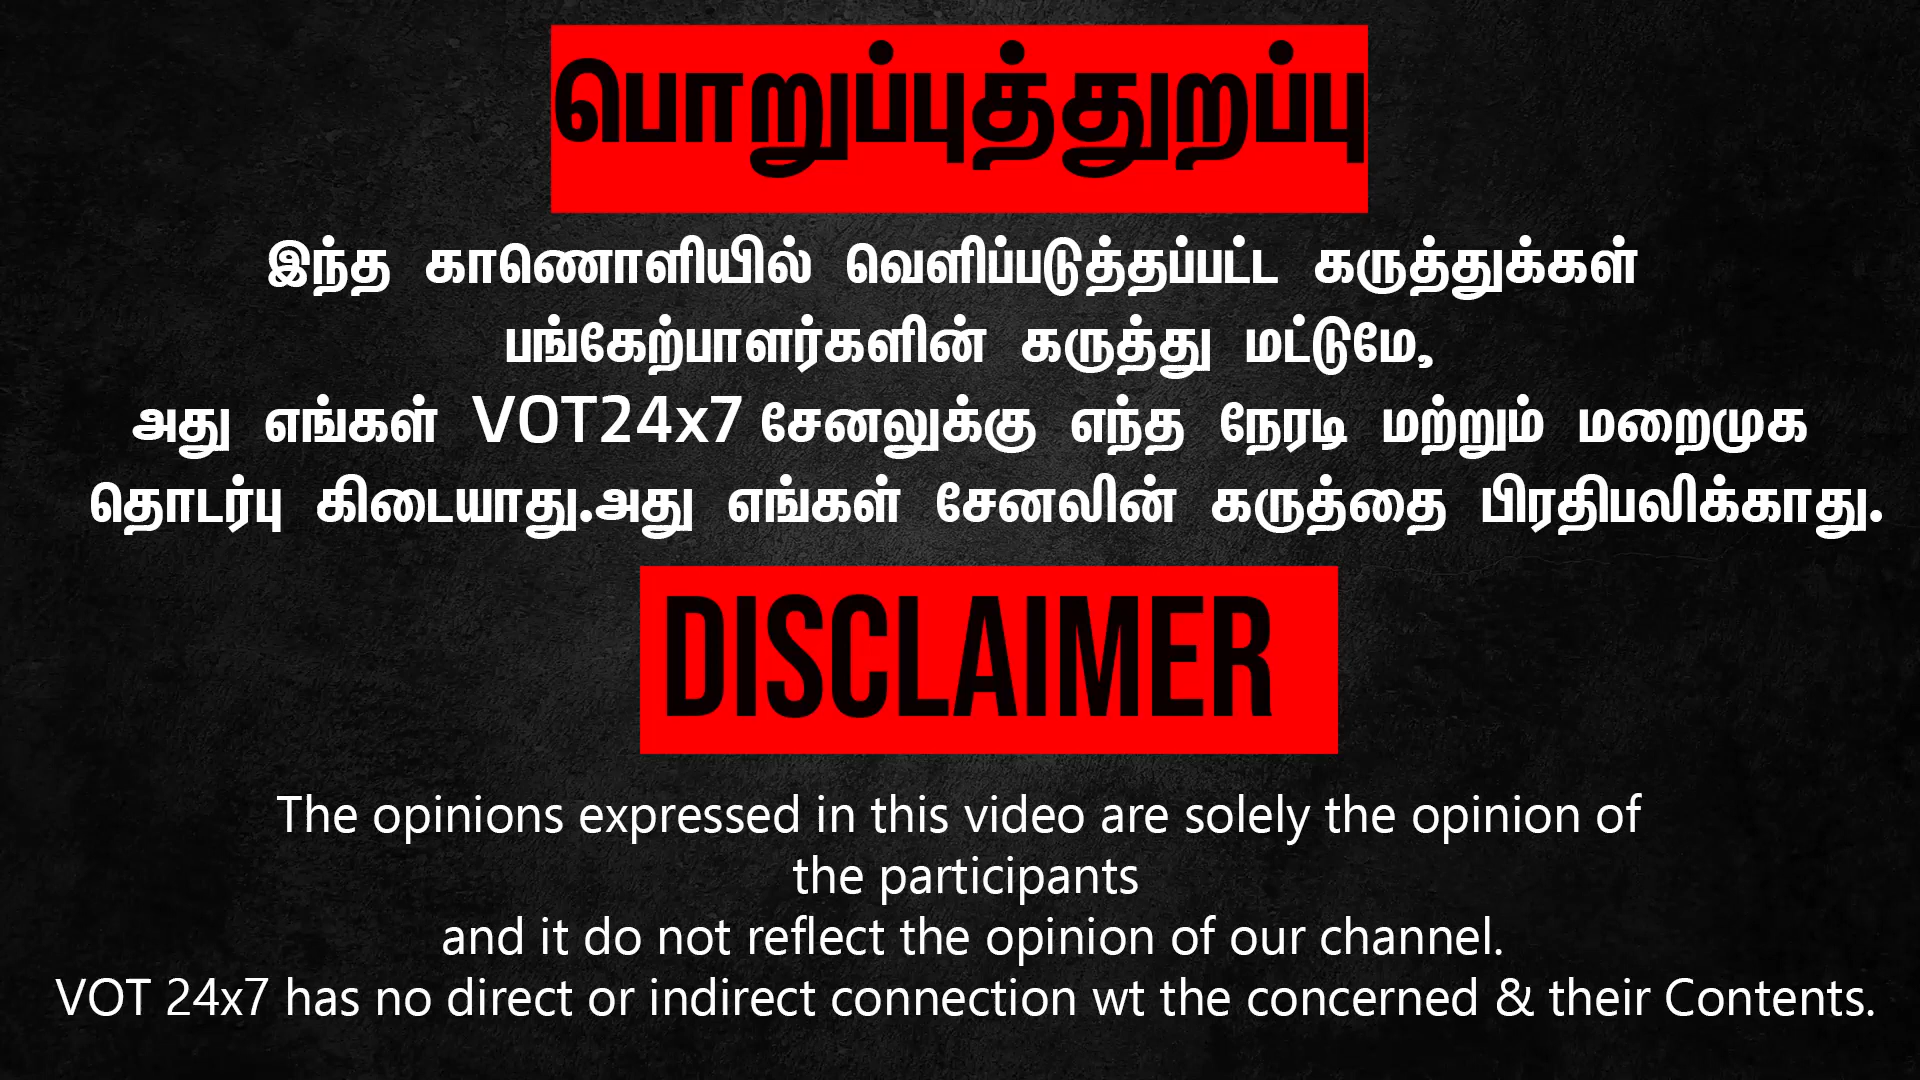 பொறுப்புத்துறப்பு
இந்த காணொளியில் வெளிப்படுத்தப்பட்ட கருத்துக்கள்
பங்கேற்பாளர்களின் கருத்து மட்டுமே,
அது எங்கள் VOT24x7 சேனலுக்கு எந்த நேரடி மற்றும் மறைமுக
தொடர்பு கிடையாது.அது எங்கள் சேனலின் கருத்தை பிரதிபலிக்காது.
DISCLAIMER
The opinions expressed in this video are solely the opinion of
the participants
and it do not reflect the opinion of our channel.
VOT 24x7 has no direct or indirect connection wt the concerned & their Contents.